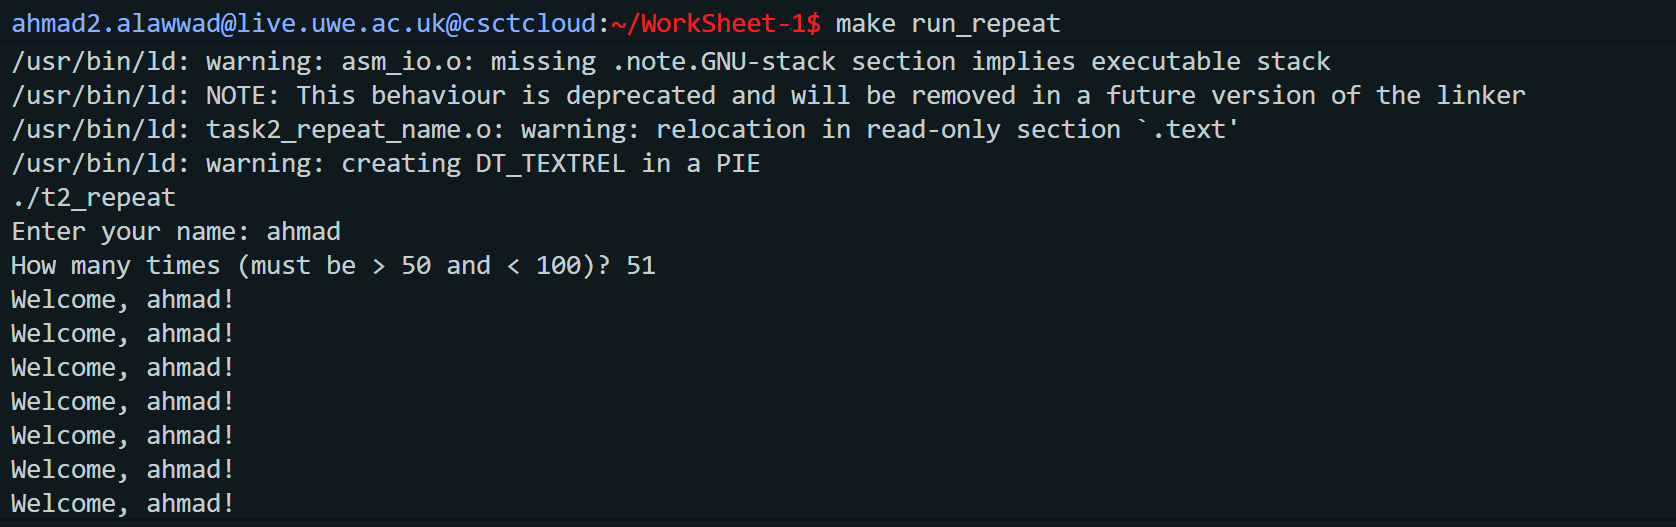 ahmad2.alawwad@live.uwe.ac.uk@csctcloud:~/WorkSheet-1$ make run_repeat
/usr/bin/ld: warning: asm_io.o: missing .note.GNU-stack section implies executable stack
/usr/bin/ld: NOTE: This behaviour is deprecated and will be removed in a future version of the linker
/usr/bin/ld: task2_repeat_name.o: warning: relocation in read-only section `.text'
/usr/bin/ld: warning: creating DT_TEXTREL in a PIE
./t2_repeat
Enter your name: ahmad
How many times (must be > 50 and < 100)? 51
Welcome, ahmad!
Welcome, ahmad!
Welcome, ahmad!
Welcome, ahmad!
Welcome, ahmad!
Welcome, ahmad!
Welcome, ahmad!